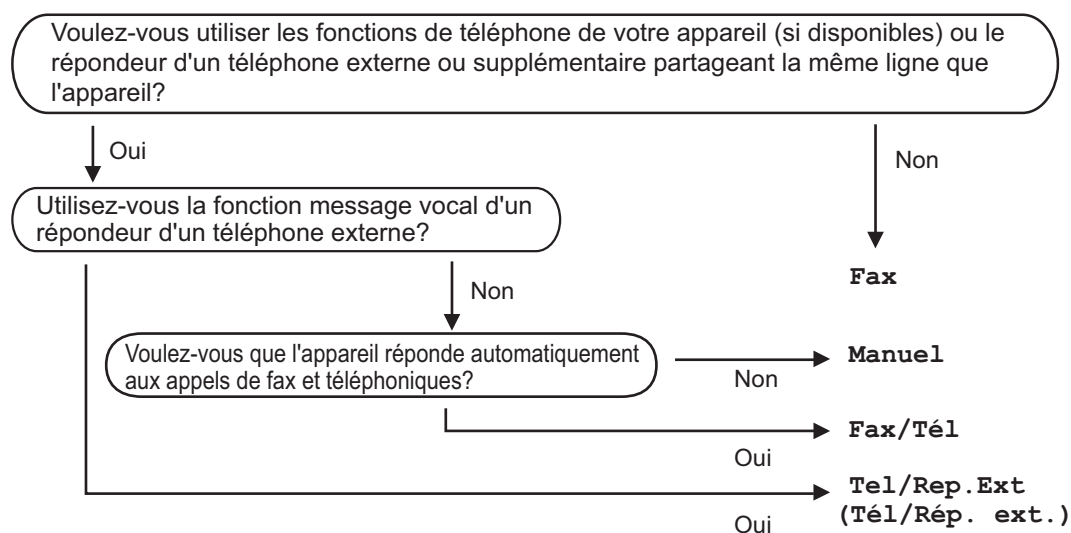 Voulez-vous utiliser les fonctions de téléphone de votre appareil (si disponibles) ou le
répondeur d'un téléphone externe ou supplémentaire partageant la même ligne que
l'appareil?
Oui
Non
Utilisez-vous la fonction message vocal d'un
répondeur d'un téléphone externe?
Fax
Non
Voulez-vous que l'appareil réponde automatiquement
aux appels de fax et téléphoniques?
Non
Manuel
Oui
Fax/Tél
Oui
Tel/Rep.Ext
(Tél/Rép. ext.)